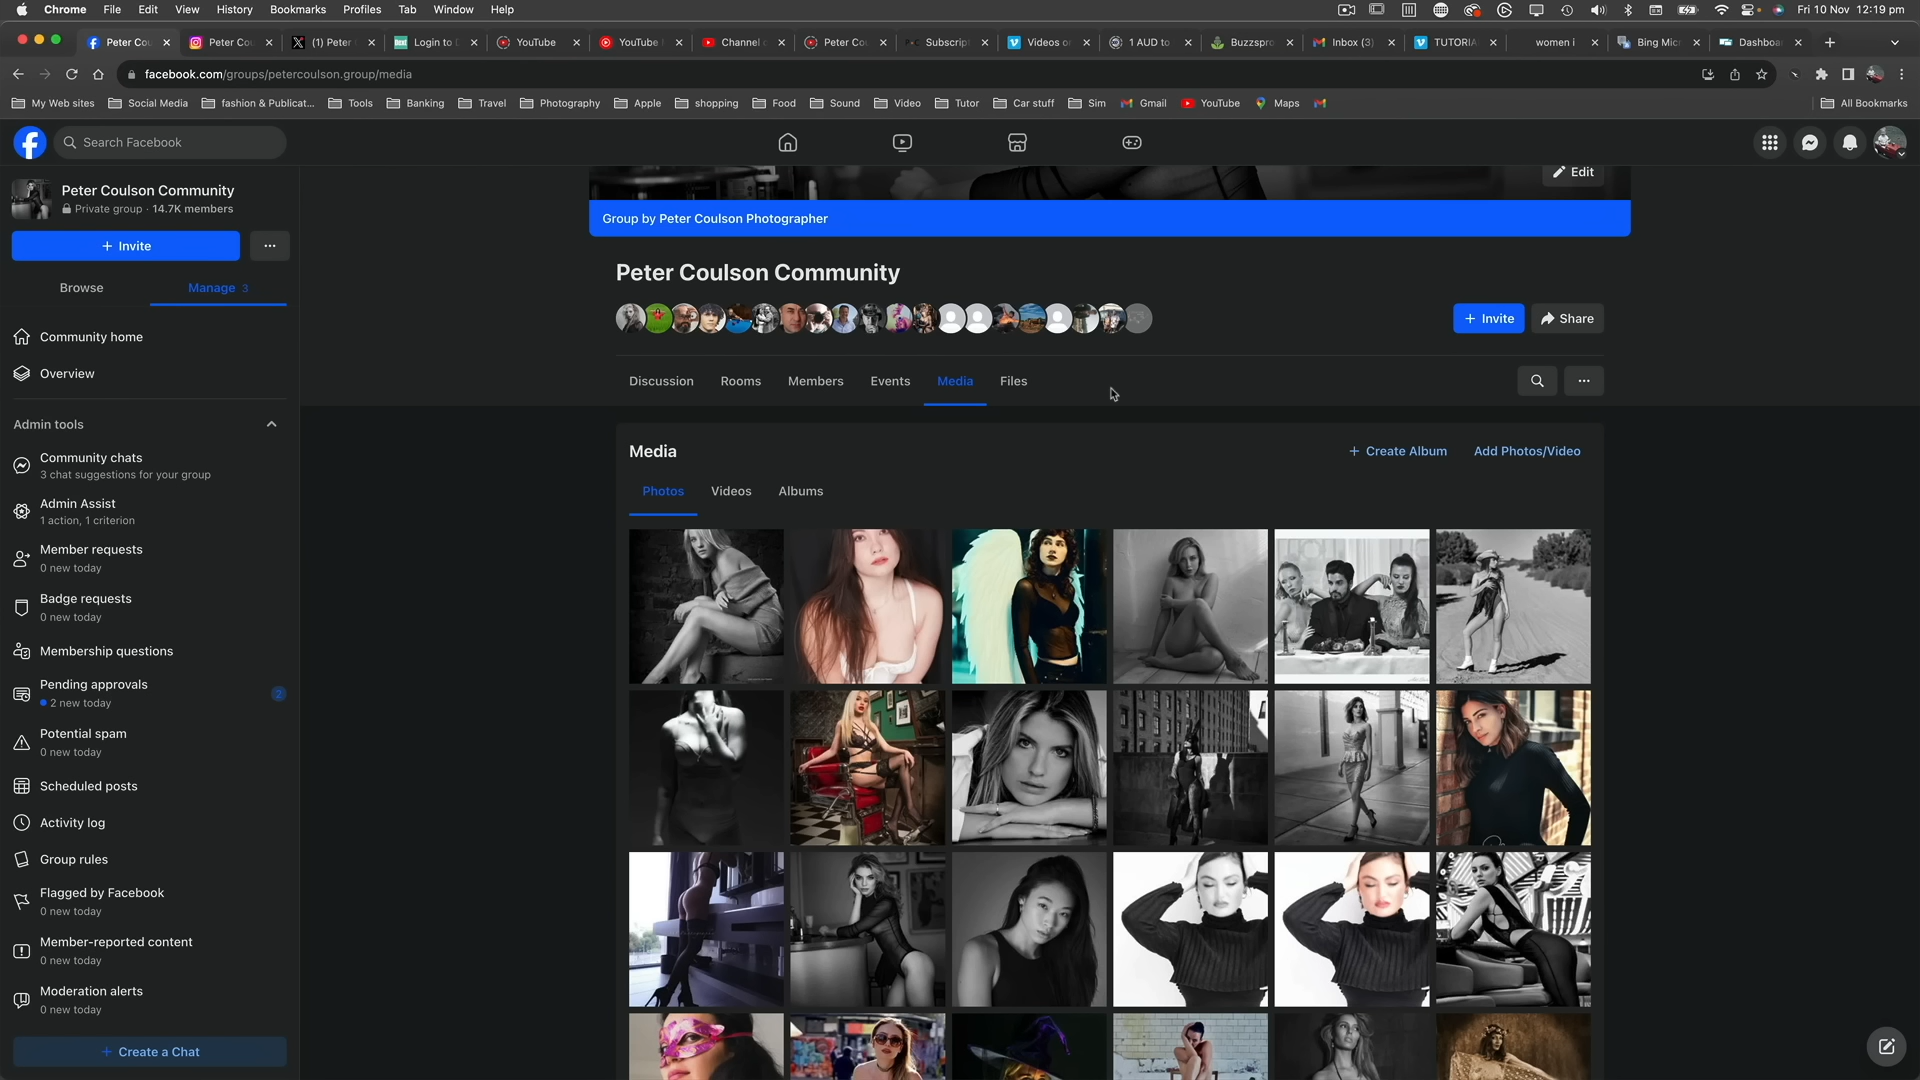 Chrome File Edit View History Bookmarks Profiles Tab Window Help Fri 10 Nov 12:19 pm
Peter Cou Peter Cou (1) Peter Login to YouTube YouTube Channel Peter Co Subscrip Videos o 1 AUD to Buzzspro Inbox (3) TUTORIA women i Bing Micr Dashboa
facebook.com/groups/petercoulson.group/media
My Web sites Social Media fashion & Publicat... Tools Banking Travel Photography Apple shopping Food Sound Video Tutor Car stuff Sim Gmail YouTube Maps All Bookmarks
Search Facebook
Peter Coulson Community
Private group · 14.7K members
+ Invite
Browse
Manage 3
Community home
Overview
Admin tools
Community chats
3 chat suggestions for your group
Admin Assist
1 action, 1 criterion
Member requests
0 new today
Badge requests
0 new today
Membership questions
Pending approvals
2 new today
2
Potential spam
0 new today
Scheduled posts
Activity log
Group rules
Flagged by Facebook
0 new today
Member-reported content
0 new today
Moderation alerts
0 new today
+ Create a Chat
Edit
Group by Peter Coulson Photographer
Peter Coulson Community
+ Invite
Share
Discussion Rooms Members Events Media Files
Media
+ Create Album
Add Photos/Video
Photos Videos Albums